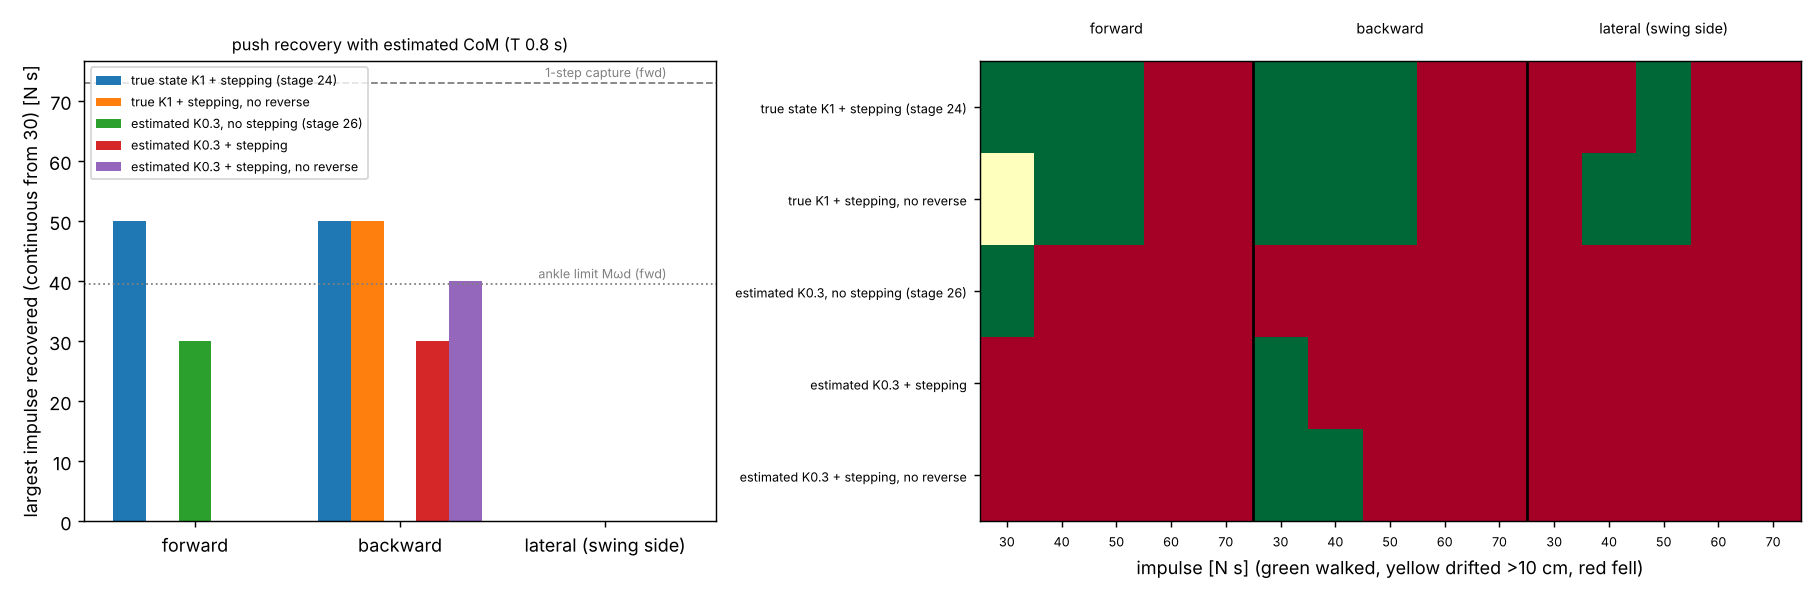 push recovery with estimated CoM (T 0.8 s)
largest impulse recovered (continuous from 30) [N s]
70
60
50
40
30
20
10
0
true state K1 + stepping (stage 24)
true K1 + stepping, no reverse
estimated K0.3, no stepping (stage 26)
estimated K0.3 + stepping
estimated K0.3 + stepping, no reverse
1-step capture (fwd)
ankle limit Mωd (fwd)
forward
backward
lateral (swing side)
forward
backward
lateral (swing side)
true state K1 + stepping (stage 24)
true K1 + stepping, no reverse
estimated K0.3, no stepping (stage 26)
estimated K0.3 + stepping
estimated K0.3 + stepping, no reverse
30 40 50 60 70 30 40 50 60 70 30 40 50 60 70
impulse [N s] (green walked, yellow drifted >10 cm, red fell)